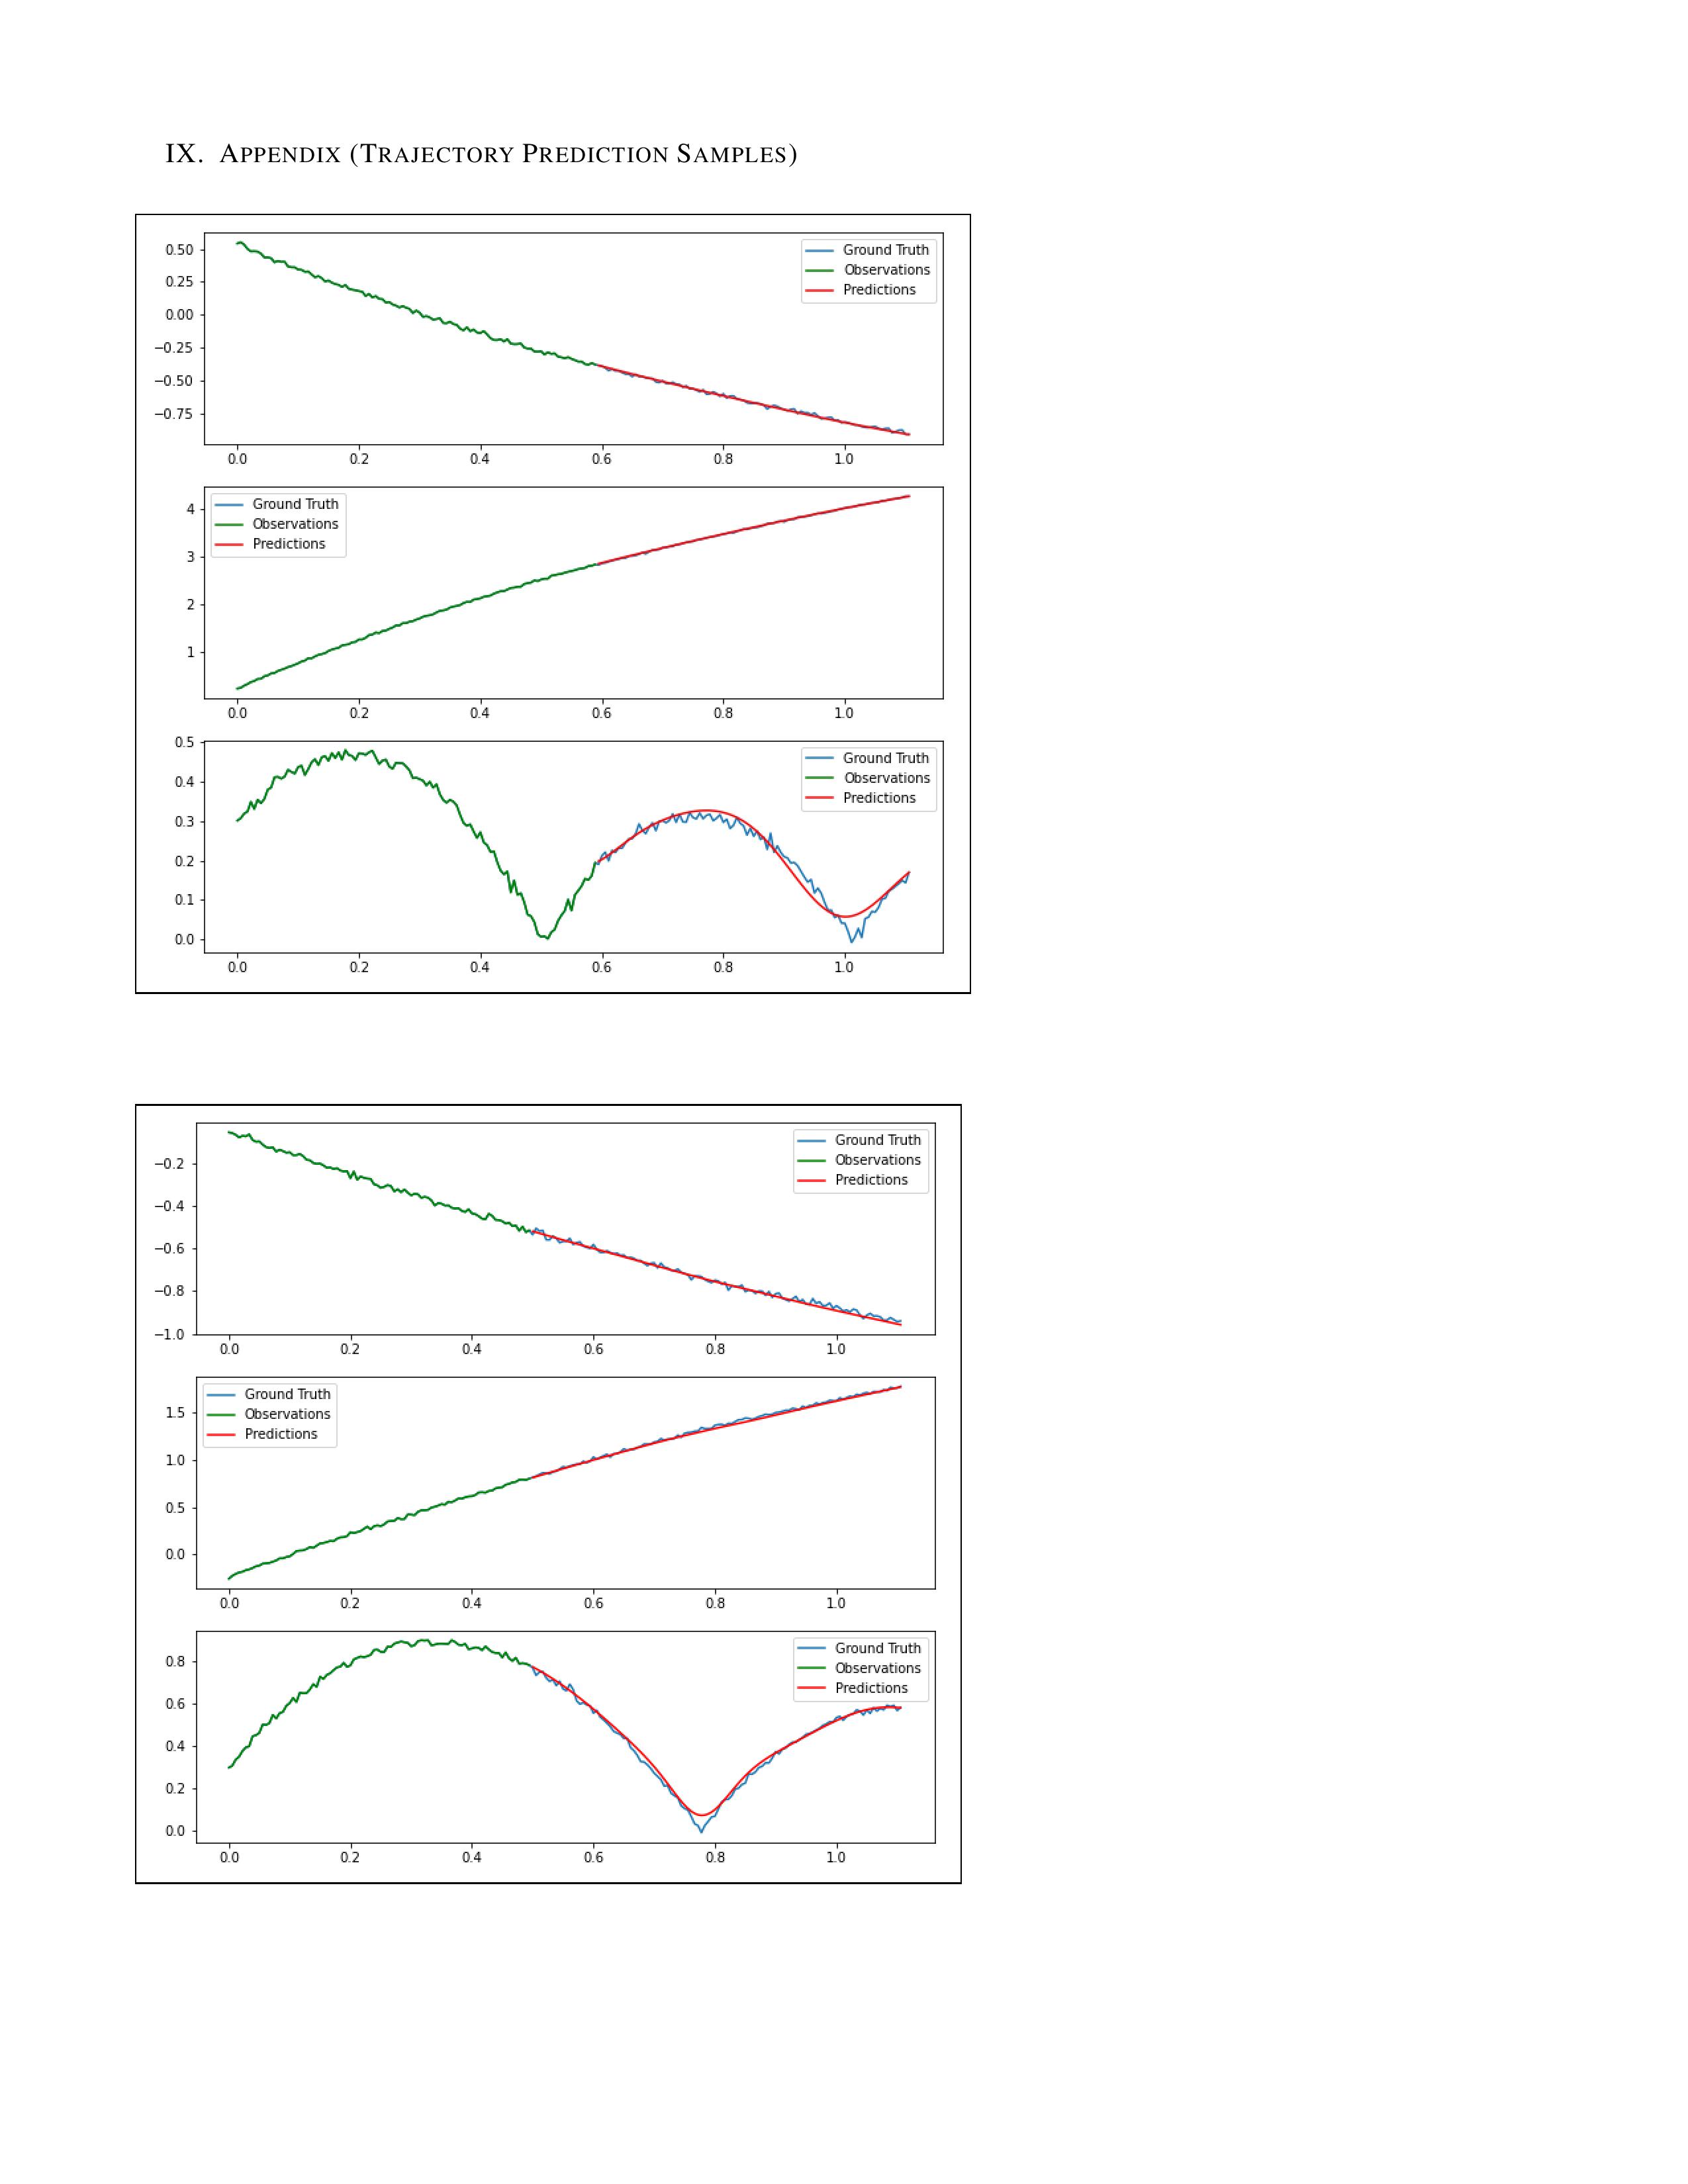 IX. APPENDIX (TRAJECTORY PREDICTION SAMPLES)
0.50
0.25
0.00
−0.25
−0.50
−0.75
Ground Truth
Observations
Predictions
0.0 0.2 0.4 0.6 0.8 1.0
4
3
2
1
Ground Truth
Observations
Predictions
0.0 0.2 0.4 0.6 0.8 1.0
0.5
0.4
0.3
0.2
0.1
0.0
Ground Truth
Observations
Predictions
0.0 0.2 0.4 0.6 0.8 1.0
−0.2
−0.4
−0.6
−0.8
−1.0
Ground Truth
Observations
Predictions
0.0 0.2 0.4 0.6 0.8 1.0
1.5
1.0
0.5
0.0
Ground Truth
Observations
Predictions
0.0 0.2 0.4 0.6 0.8 1.0
0.8
0.6
0.4
0.2
0.0
Ground Truth
Observations
Predictions
0.0 0.2 0.4 0.6 0.8 1.0